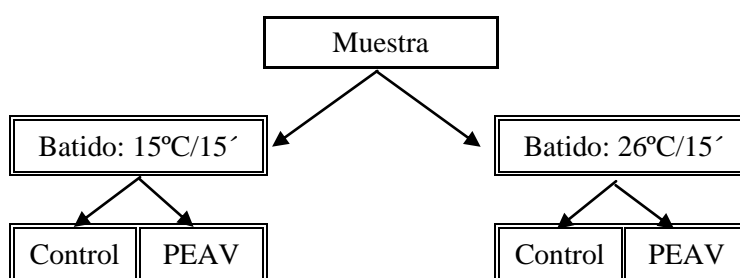 Muestra
Batido: 15ºC/15´
Batido: 26ºC/15´
Control
PEAV
Control
PEAV